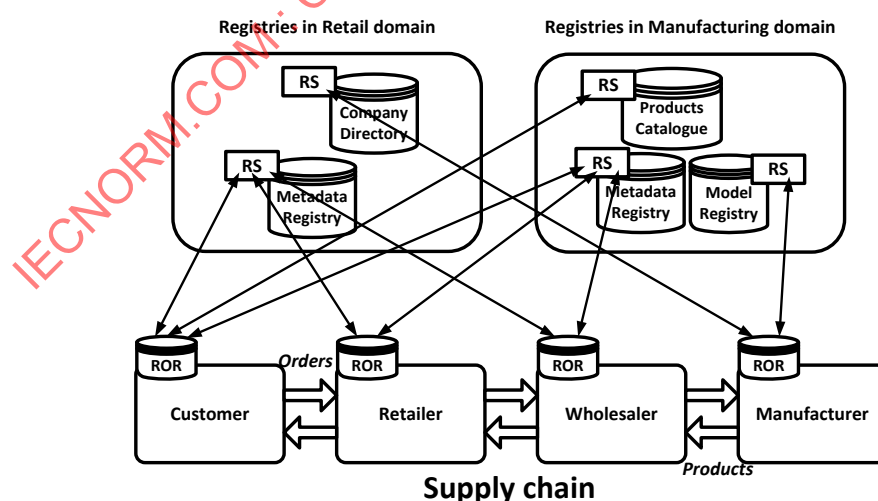 Registries in Retail domain
Registries in Manufacturing domain
RS
Company
Directory
RS
Products
Catalogue
RS
Metadata
Registry
RS
Metadata
Registry
Model
Registry
RS
ROR
Orders
ROR
ROR
ROR
Customer
Retailer
Wholesaler
Manufacturer
Products
Supply chain
IECNORM.COM: